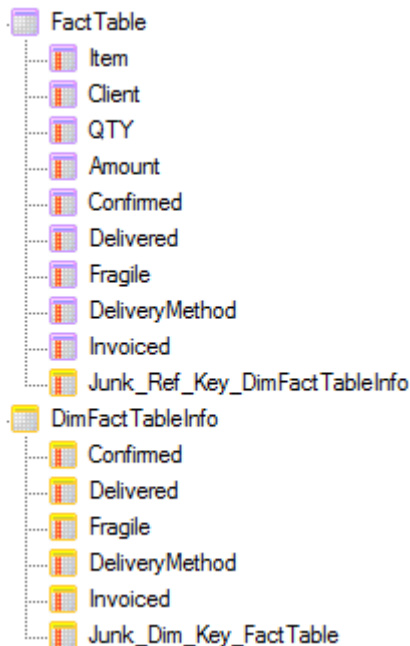 FactTable
Item
Client
QTY
Amount
Confirmed
Delivered
Fragile
DeliveryMethod
Invoiced
Junk_Ref_Key_DimFactTableInfo
DimFactTableInfo
Confirmed
Delivered
Fragile
DeliveryMethod
Invoiced
Junk_Dim_Key_FactTable